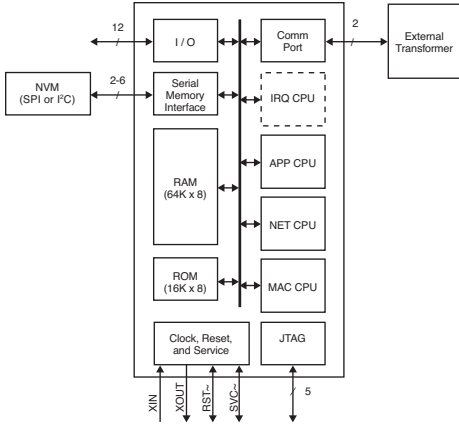 12
I / O
Comm
Port
2
External
Transformer
NVM
(SPI or I²C)
2-6
Serial
Memory
Interface
IRQ CPU
RAM
(64K x 8)
APP CPU
NET CPU
ROM
(16K x 8)
MAC CPU
Clock, Reset,
and Service
JTAG
XIN
XOUT
RST~
SVC~
5